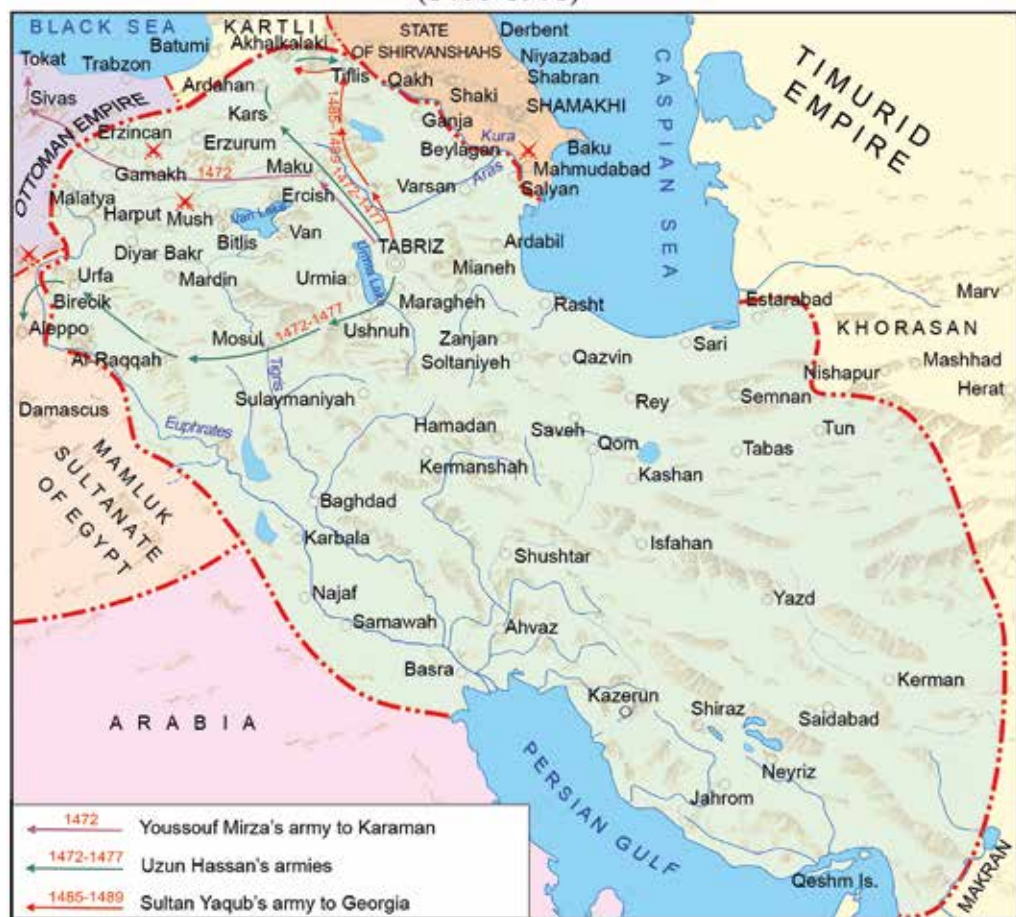 BLACK SEA
KARTLI
STATE
OF SHIRVANSHAHS
Derbent
Tokat
Batumi
Akhalkalaki
Niyazabad
Trabzon
Tiflis
Qakh
Shabran
Sivas
Ardahan
Shaki
SHAMAKHI
CASPIAN SEA
TIMURID
EMPIRE
OTTOMAN EMPIRE
Kars
Ganja
Erzincan
Erzurum
1485-1489
Beylagan
Kura
Baku
Gamakh
1472
Maku
1472-1477
Varsan
Aras
Mahmudabad
Salyan
Malatya
Harput
Mush
Ercish
Van Lake
Van
Bitlis
TABRIZ
Ardabil
Diyar Bakr
Urmia Lake
Mianeh
Urfa
Mardin
Urmia
Maragheh
Rasht
Estarabad
Marv
Birecik
Aleppo
Mosul
1472-1477
Ushnuh
Zanjan
Sari
KHORASAN
Al-Raqqah
Tigris
Soltaniyeh
Qazvin
Nishapur
Mashhad
Damascus
Sulaymaniyah
Rey
Semnan
Herat
Euphrates
Hamadan
Saveh
Qom
Tabas
Tun
MAMLUK
SULTANATE
OF EGYPT
Kermanshah
Kashan
Baghdad
Karbala
Shushtar
Isfahan
Najaf
Yazd
Samawah
Ahvaz
Basra
Kerman
ARABIA
Kazerun
Shiraz
Saidabad
PERSIAN GULF
Neyriz
Jahrom
Qeshm Is.
MAKRAN
1472
Youssouf Mirza's army to Karaman
1472-1477
Uzun Hassan's armies
1485-1489
Sultan Yaqub's army to Georgia